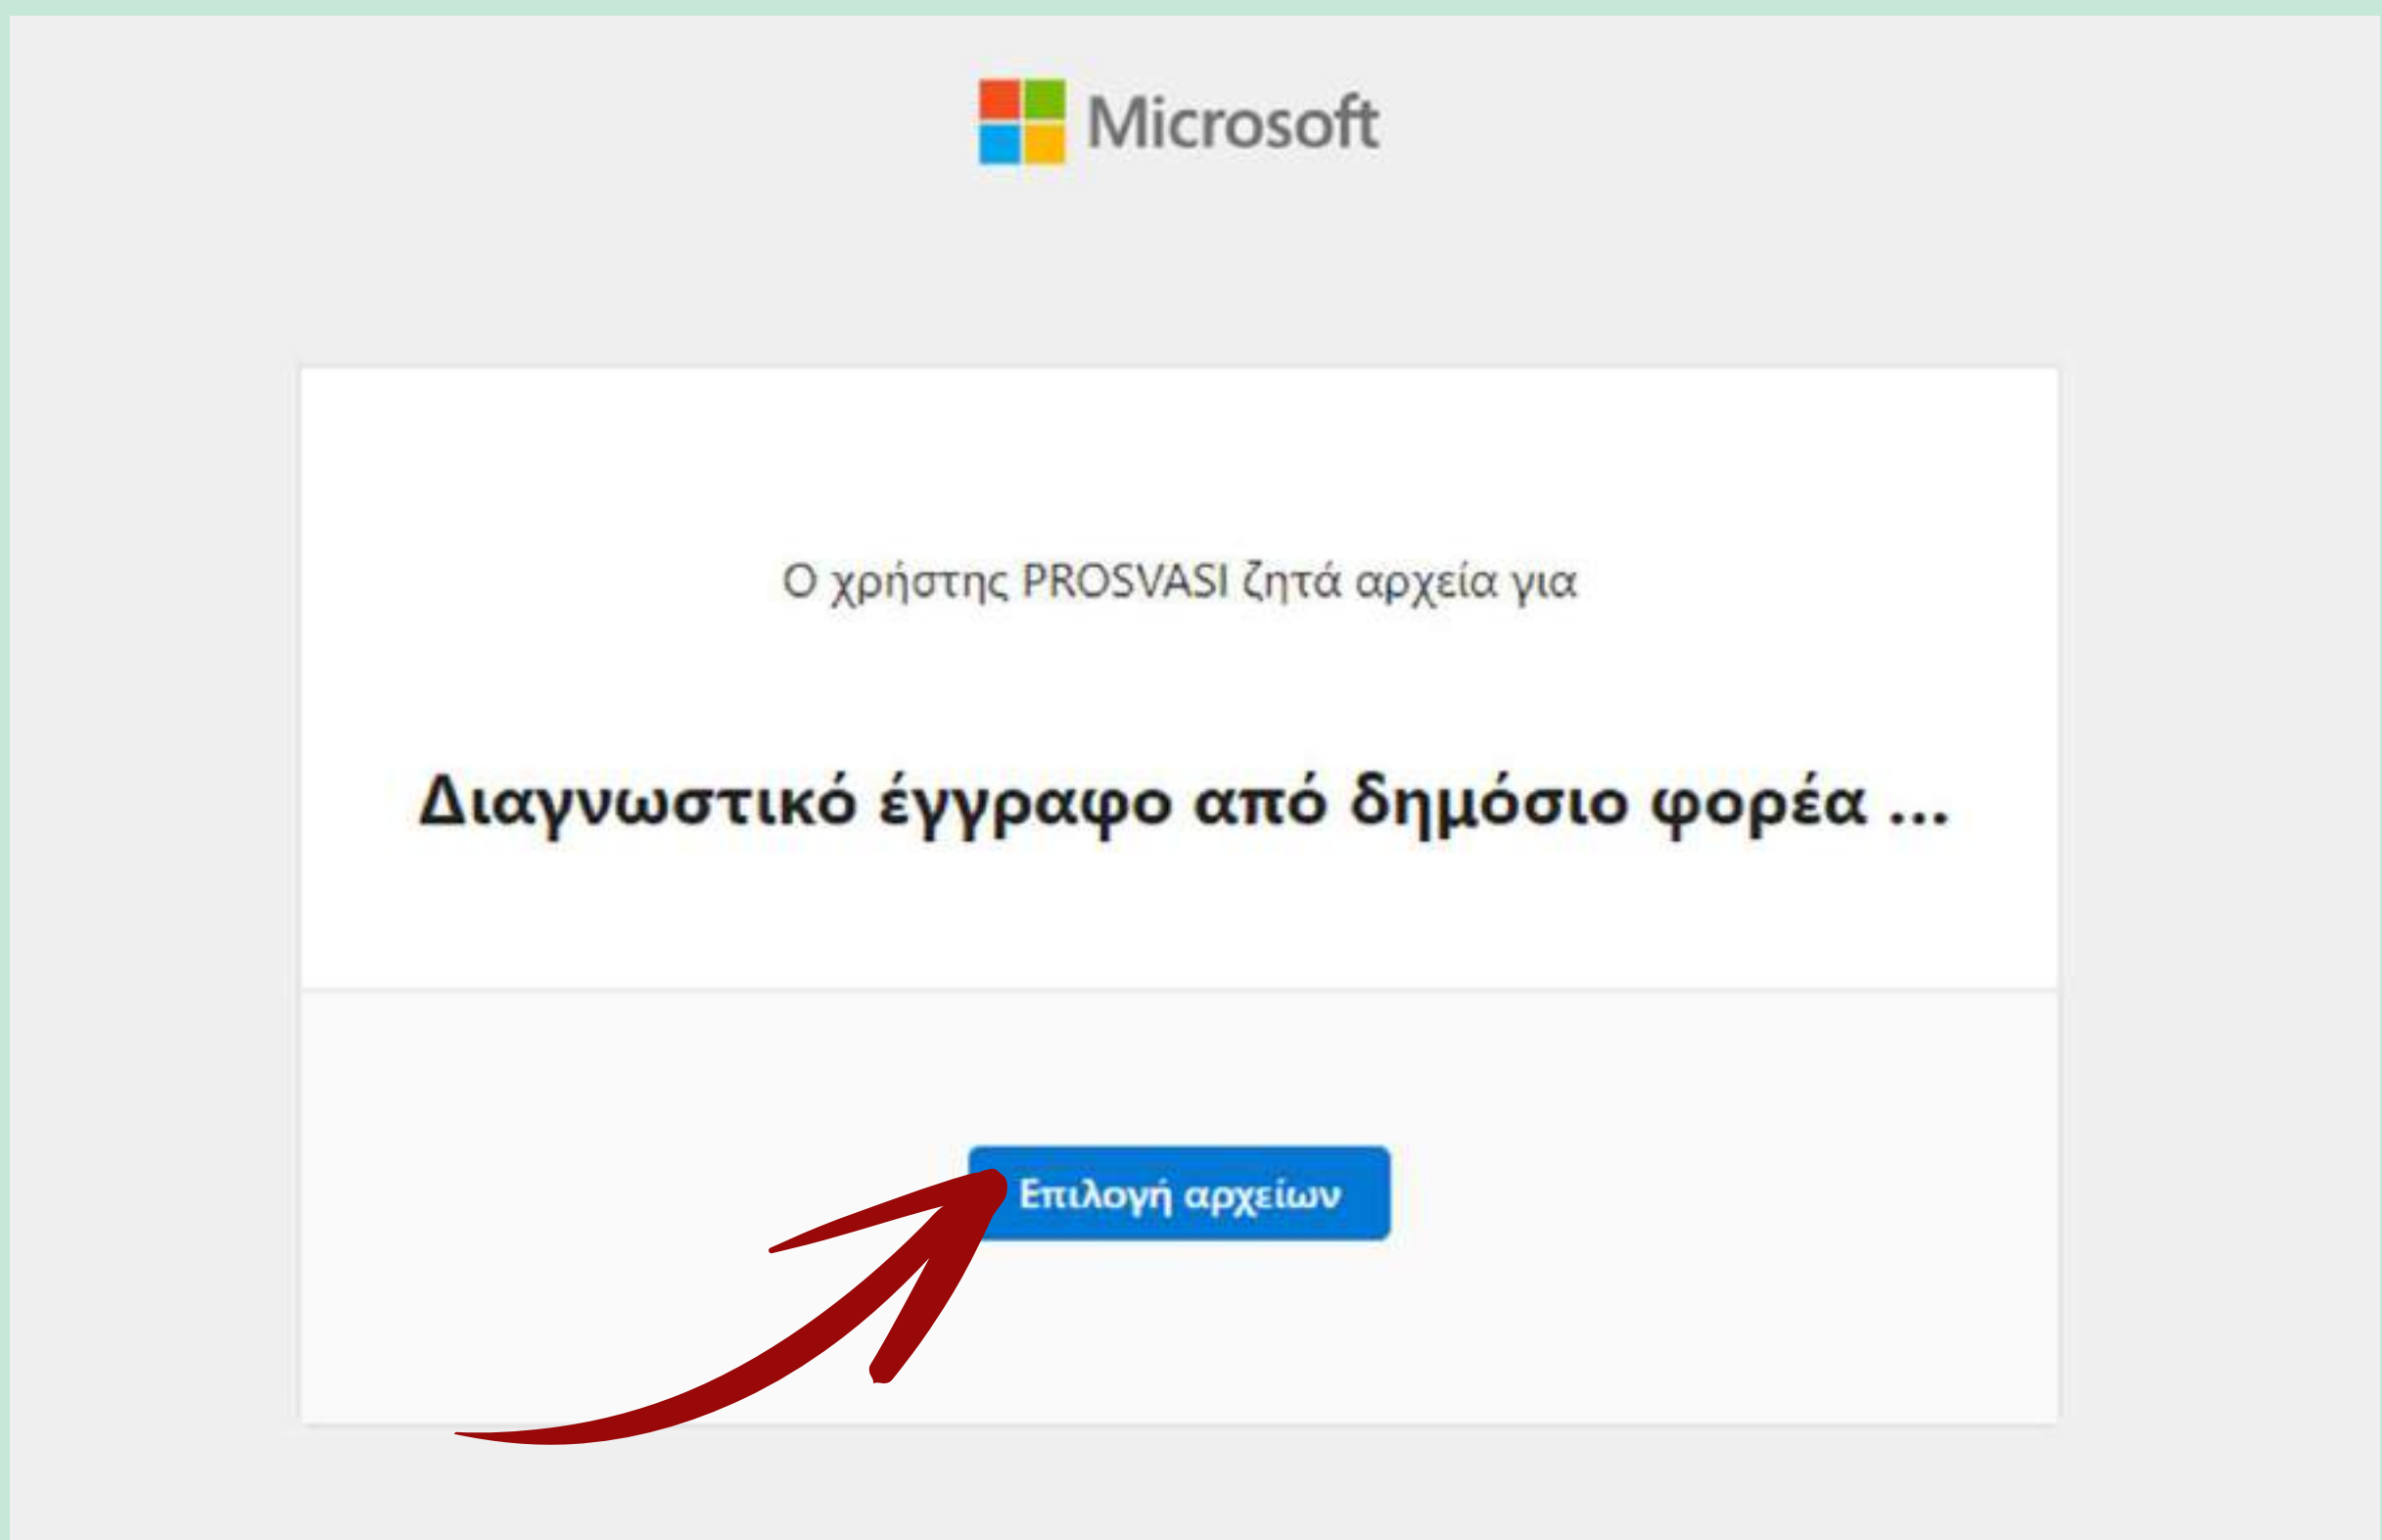 Microsoft
Ο χρήστης PROSVASI ζητά αρχεία για
Διαγνωστικό έγγραφο από δημόσιο φορέα ...
Επιλογή αρχείων